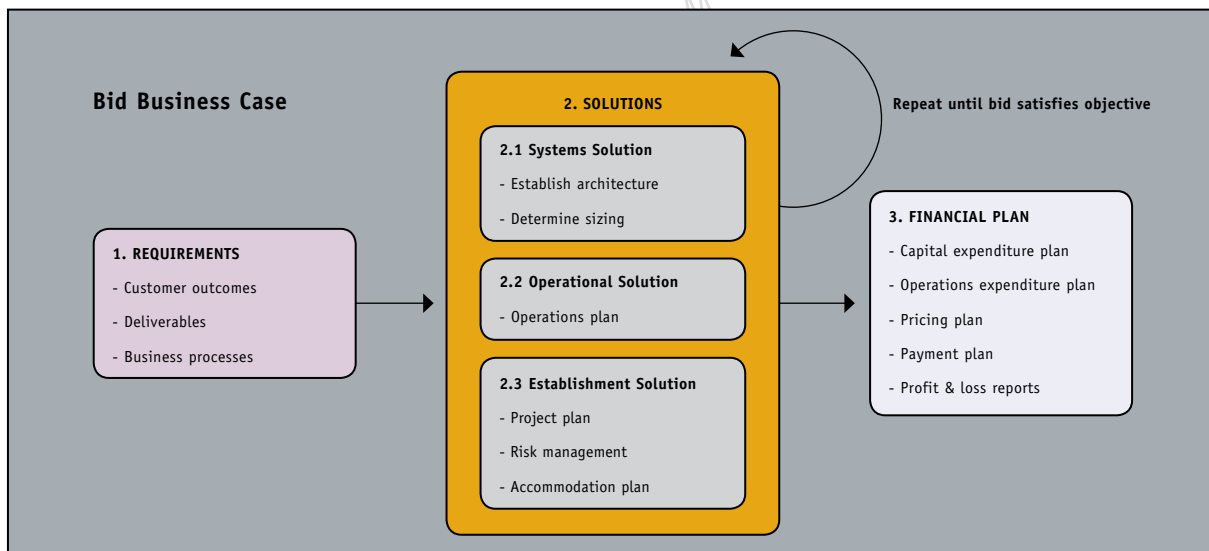 Bid Business Case
1. REQUIREMENTS
- Customer outcomes
- Deliverables
- Business processes
2. SOLUTIONS
2.1 Systems Solution
- Establish architecture
- Determine sizing
2.2 Operational Solution
- Operations plan
2.3 Establishment Solution
- Project plan
- Risk management
- Accommodation plan
Repeat until bid satisfies objective
3. FINANCIAL PLAN
- Capital expenditure plan
- Operations expenditure plan
- Pricing plan
- Payment plan
- Profit & loss reports